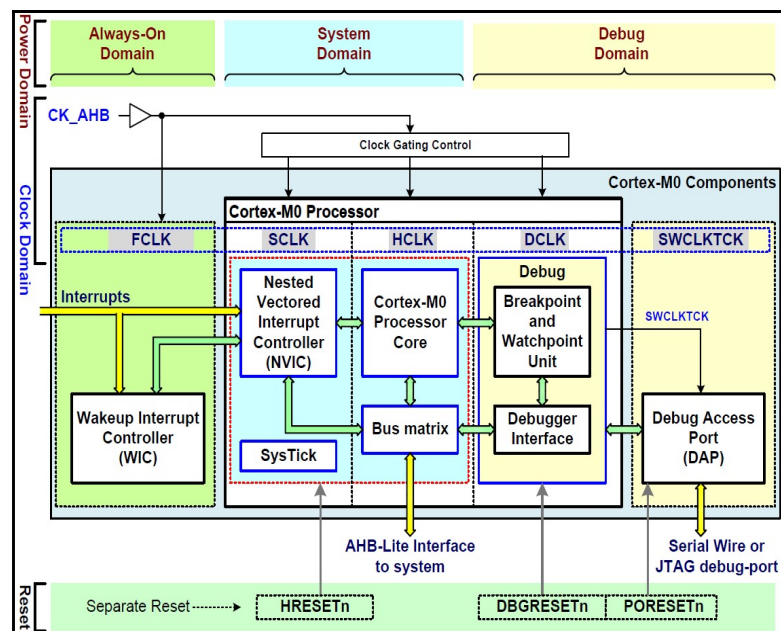 Power Domain
Always-On
Domain
System
Domain
Debug
Domain
Clock Domain
CK_AHB
Clock Gating Control
Cortex-M0 Components
Cortex-M0 Processor
FCLK
SCLK
HCLK
DCLK
SWCLKTCK
Interrupts
Nested
Vectored
Interrupt
Controller
(NVIC)
Cortex-M0
Processor
Core
Debug
Breakpoint
and
Watchpoint
Unit
SWCLKTCK
Wakeup Interrupt
Controller
(WIC)
SysTick
Bus matrix
Debugger
Interface
Debug Access
Port
(DAP)
AHB-Lite Interface
to system
Serial Wire or
JTAG debug-port
Reset
Separate Reset
HRESETn
DBGRESETn
PORESETn